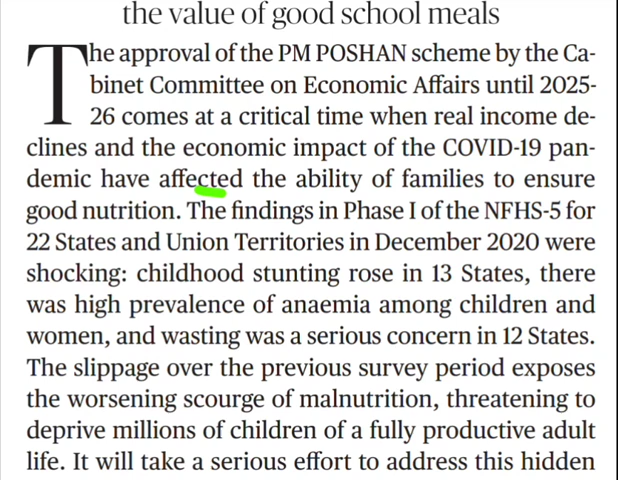 the value of good school meals
The approval of the PM POSHAN scheme by the Ca-
binet Committee on Economic Affairs until 2025-
26 comes at a critical time when real income de-
clines and the economic impact of the COVID-19 pan-
demic have affected the ability of families to ensure
good nutrition. The findings in Phase I of the NFHS-5 for
22 States and Union Territories in December 2020 were
shocking: childhood stunting rose in 13 States, there
was high prevalence of anaemia among children and
women, and wasting was a serious concern in 12 States.
The slippage over the previous survey period exposes
the worsening scourge of malnutrition, threatening to
deprive millions of children of a fully productive adult
life. It will take a serious effort to address this hidden